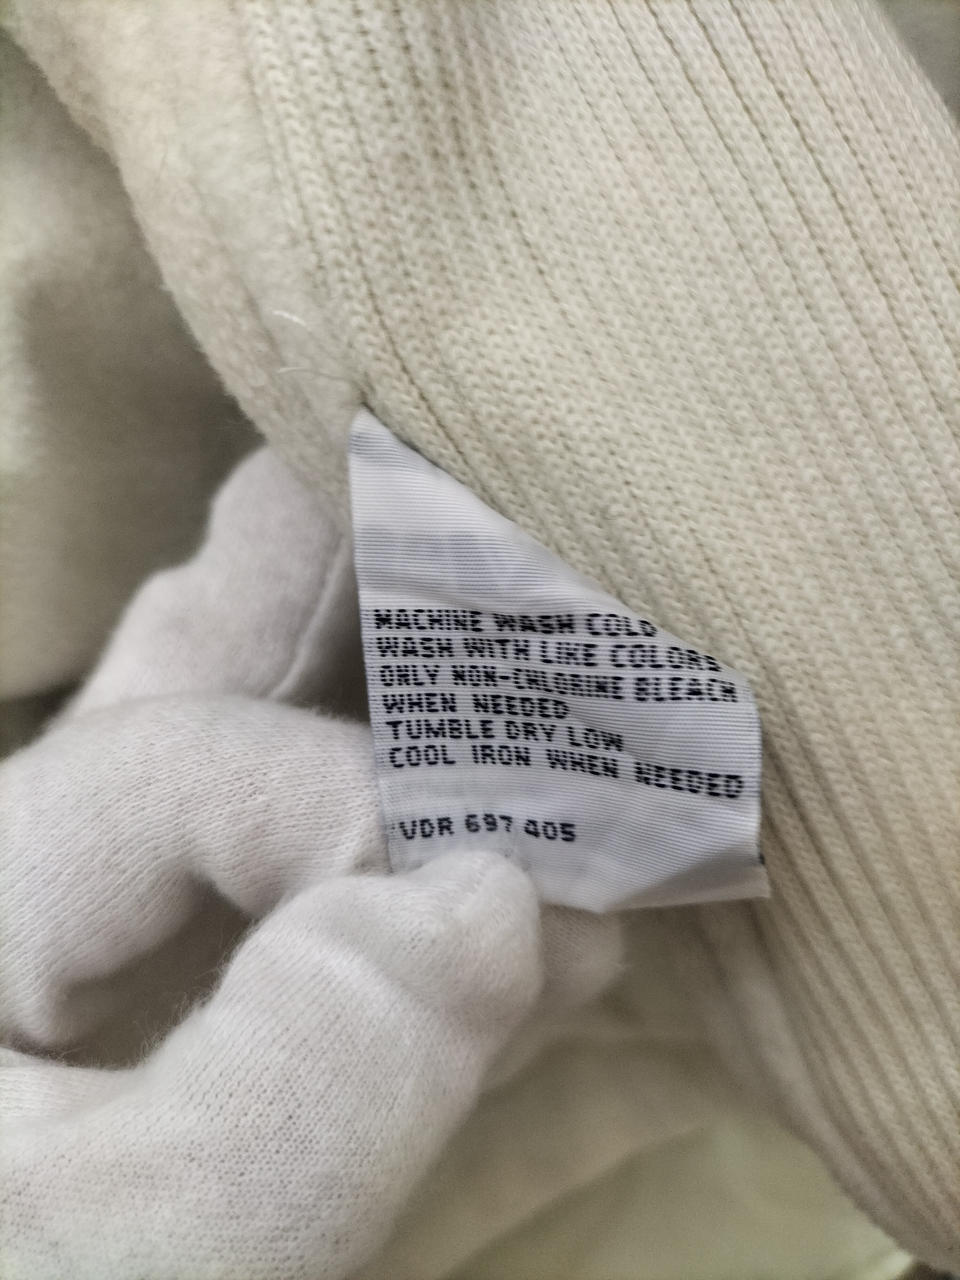 MACHINE WASH COLD
WASH WITH LIKE COLORS
ONLY NON-CHLORINE BLEACH
WHEN NEEDED
TUMBLE DRY LOW
COOL IRON WHEN NEEDED
VDR 697 405